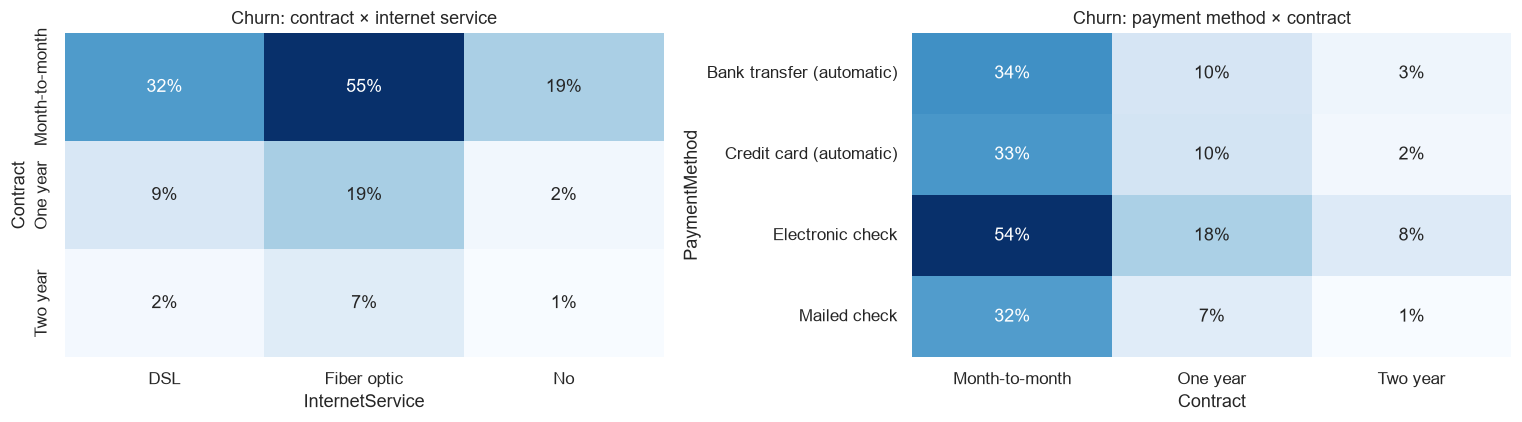 Churn: contract × internet service
Contract
Month-to-month
32% 55% 19%
One year
9% 19% 2%
Two year
2% 7% 1%
DSL Fiber optic No
InternetService
Churn: payment method × contract
PaymentMethod
Bank transfer (automatic) 34% 10% 3%
Credit card (automatic) 33% 10% 2%
Electronic check 54% 18% 8%
Mailed check 32% 7% 1%
Month-to-month One year Two year
Contract